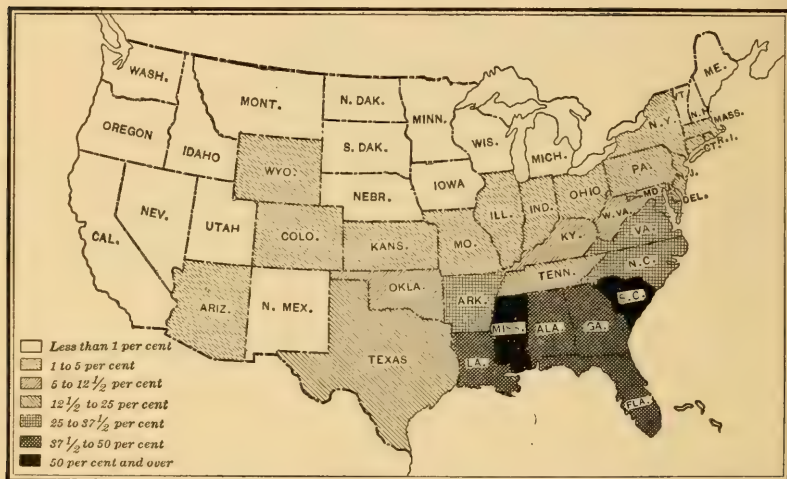 WASH.
MONT.
N. DAK.
MINN.
ME.
VT.
N.H.
MASS.
OREGON
IDAHO
S. DAK.
WIS.
MICH.
N.Y.
R.I.
CT.
WYO.
IOWA
PA.
N.J.
NEBR.
NEV.
UTAH
ILL.
IND.
OHIO
MD.
DEL.
CAL.
COLO.
KANS.
MO.
W.VA.
VA.
KY.
N.C.
TENN.
ARIZ.
N. MEX.
OKLA.
ARK.
S.C.
MISS.
ALA.
GA.
TEXAS
LA.
FLA.
Less than 1 per cent
1 to 5 per cent
5 to 12 1/2 per cent
12 1/2 to 25 per cent
25 to 37 1/2 per cent
37 1/2 to 50 per cent
50 per cent and over